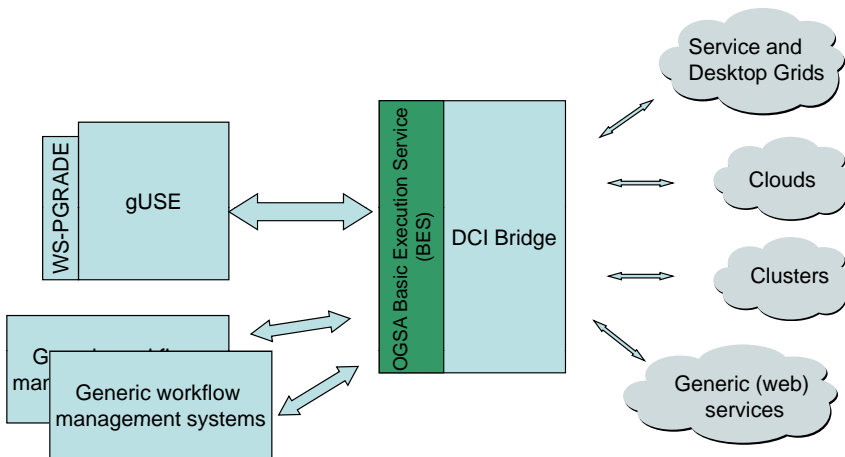 Service and
Desktop Grids
WS-PGRADE
gUSE
OGSA Basic Execution Service
(BES)
DCI Bridge
Clouds
Clusters
Generic workflow
management systems
Generic (web)
services